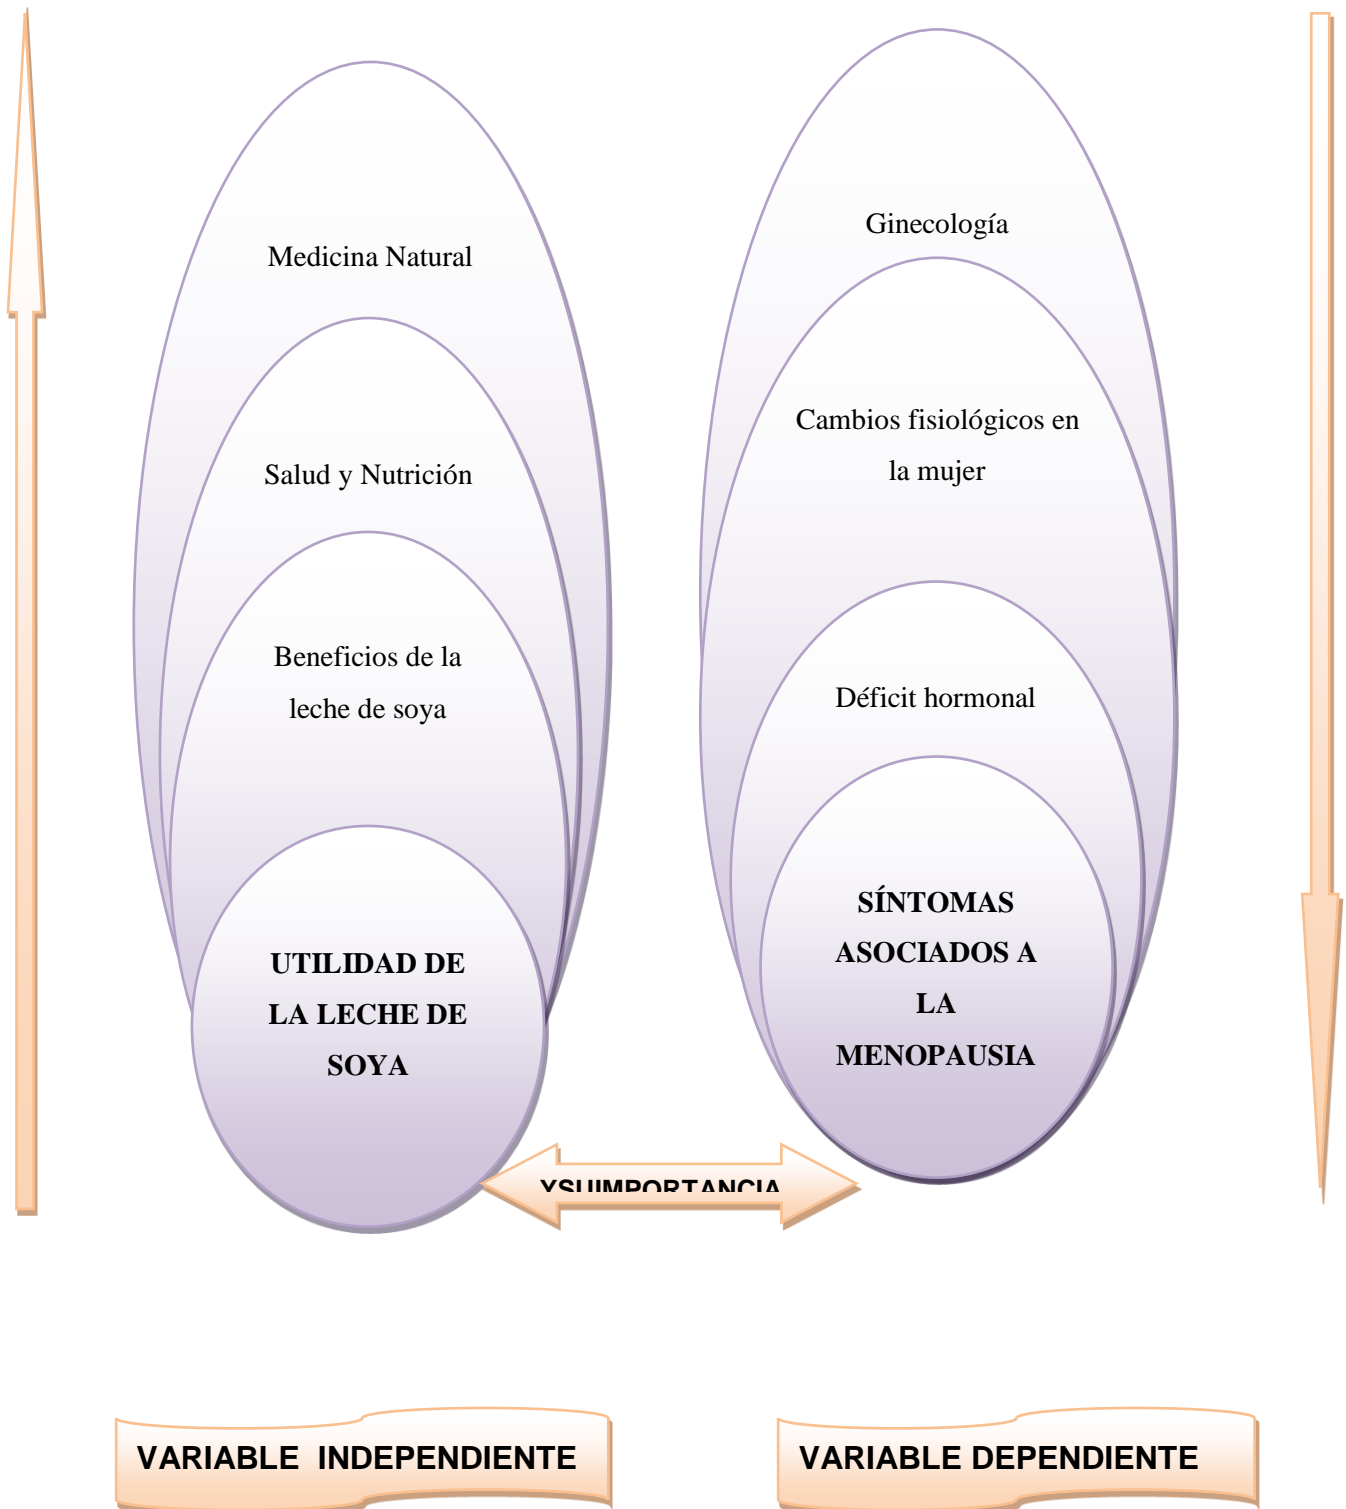 Medicina Natural
Salud y Nutrición
Beneficios de la
leche de soya
UTILIDAD DE
LA LECHE DE
SOYA
Ginecología
Cambios fisiológicos en
la mujer
Déficit hormonal
SÍNTOMAS
ASOCIADOS A
LA
MENOPAUSIA
YSUIMPORTANCIA
VARIABLE INDEPENDIENTE
VARIABLE DEPENDIENTE